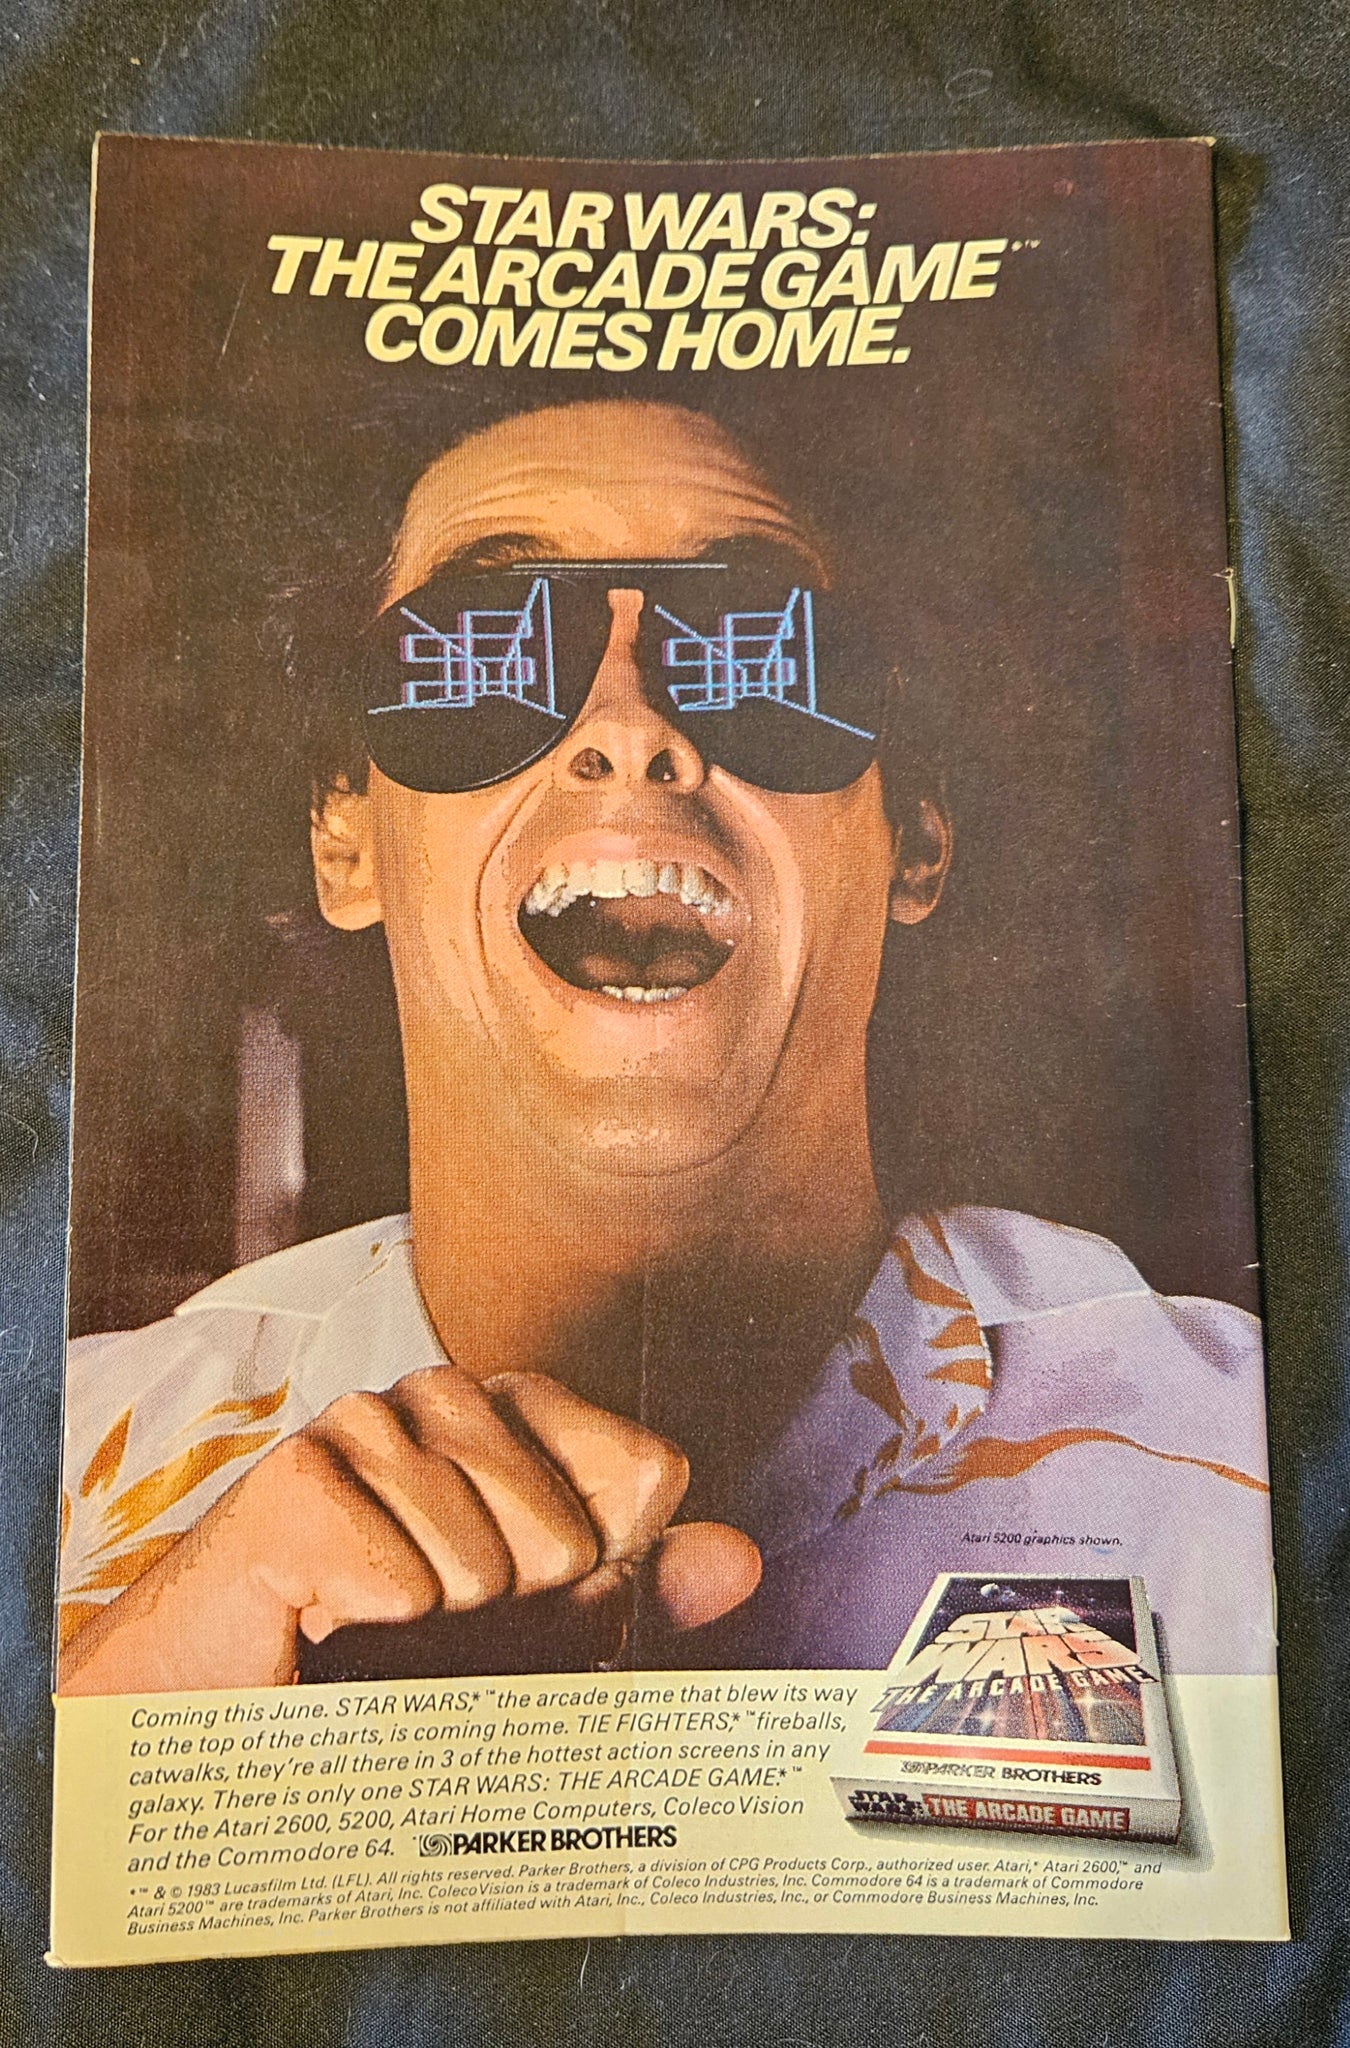 STAR WARS:
THE ARCADE GAME*™
COMES HOME.
Atari 5200 graphics shown.
STAR
WARS
THE ARCADE GAME
PARKER BROTHERS
STAR
WARS: THE ARCADE GAME
Coming this June. STAR WARS,*™ the arcade game that blew its way
to the top of the charts, is coming home. TIE FIGHTERS,*™ fireballs,
catwalks, they're all there in 3 of the hottest action screens in any
galaxy. There is only one STAR WARS: THE ARCADE GAME.*™
For the Atari 2600, 5200, Atari Home Computers, ColecoVision
and the Commodore 64. PARKER BROTHERS
*™ & © 1983 Lucasfilm Ltd. (LFL). All rights reserved. Parker Brothers, a division of CPG Products Corp., authorized user. Atari,* Atari 2600,™ and
Atari 5200™ are trademarks of Atari, Inc. ColecoVision is a trademark of Coleco Industries, Inc. Commodore 64 is a trademark of Commodore
Business Machines, Inc. Parker Brothers is not affiliated with Atari, Inc., Coleco Industries, Inc., or Commodore Business Machines, Inc.